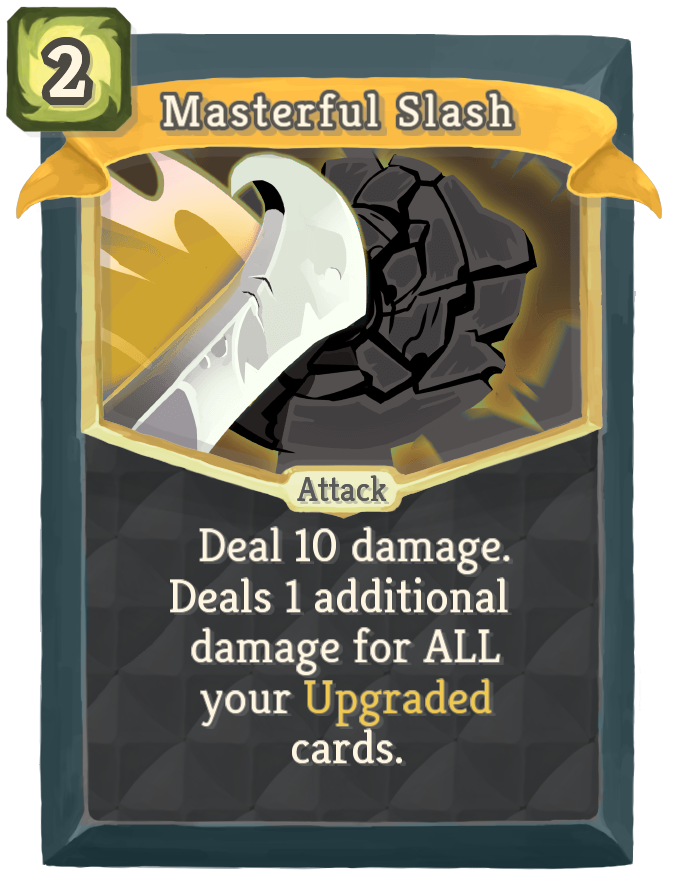 2
Masterful Slash
Attack
Deal 10 damage.
Deals 1 additional
damage for ALL
your Upgraded
cards.